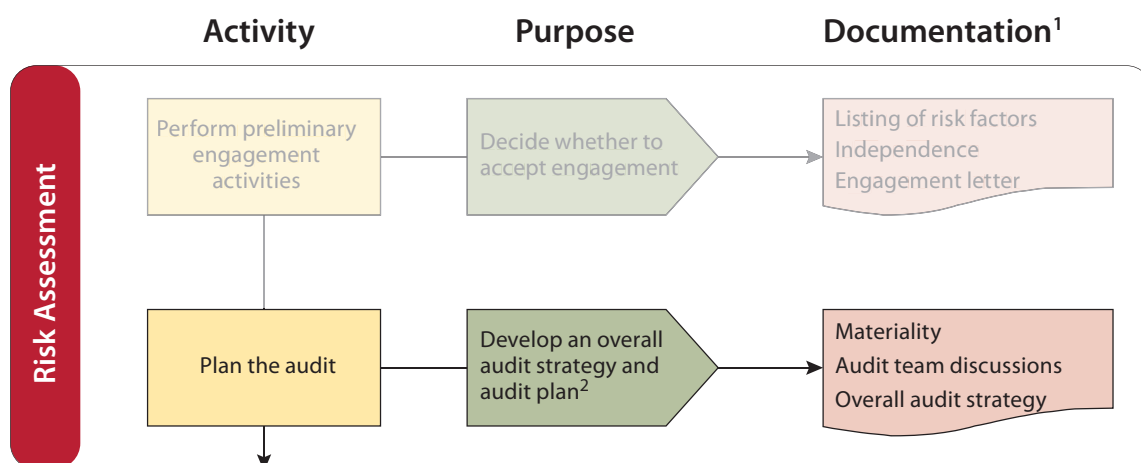 Activity
Purpose
Documentation¹
Risk Assessment
Perform preliminary
engagement
activities
Decide whether to
accept engagement
Listing of risk factors
Independence
Engagement letter
Plan the audit
Develop an overall
audit strategy and
audit plan²
Materiality
Audit team discussions
Overall audit strategy